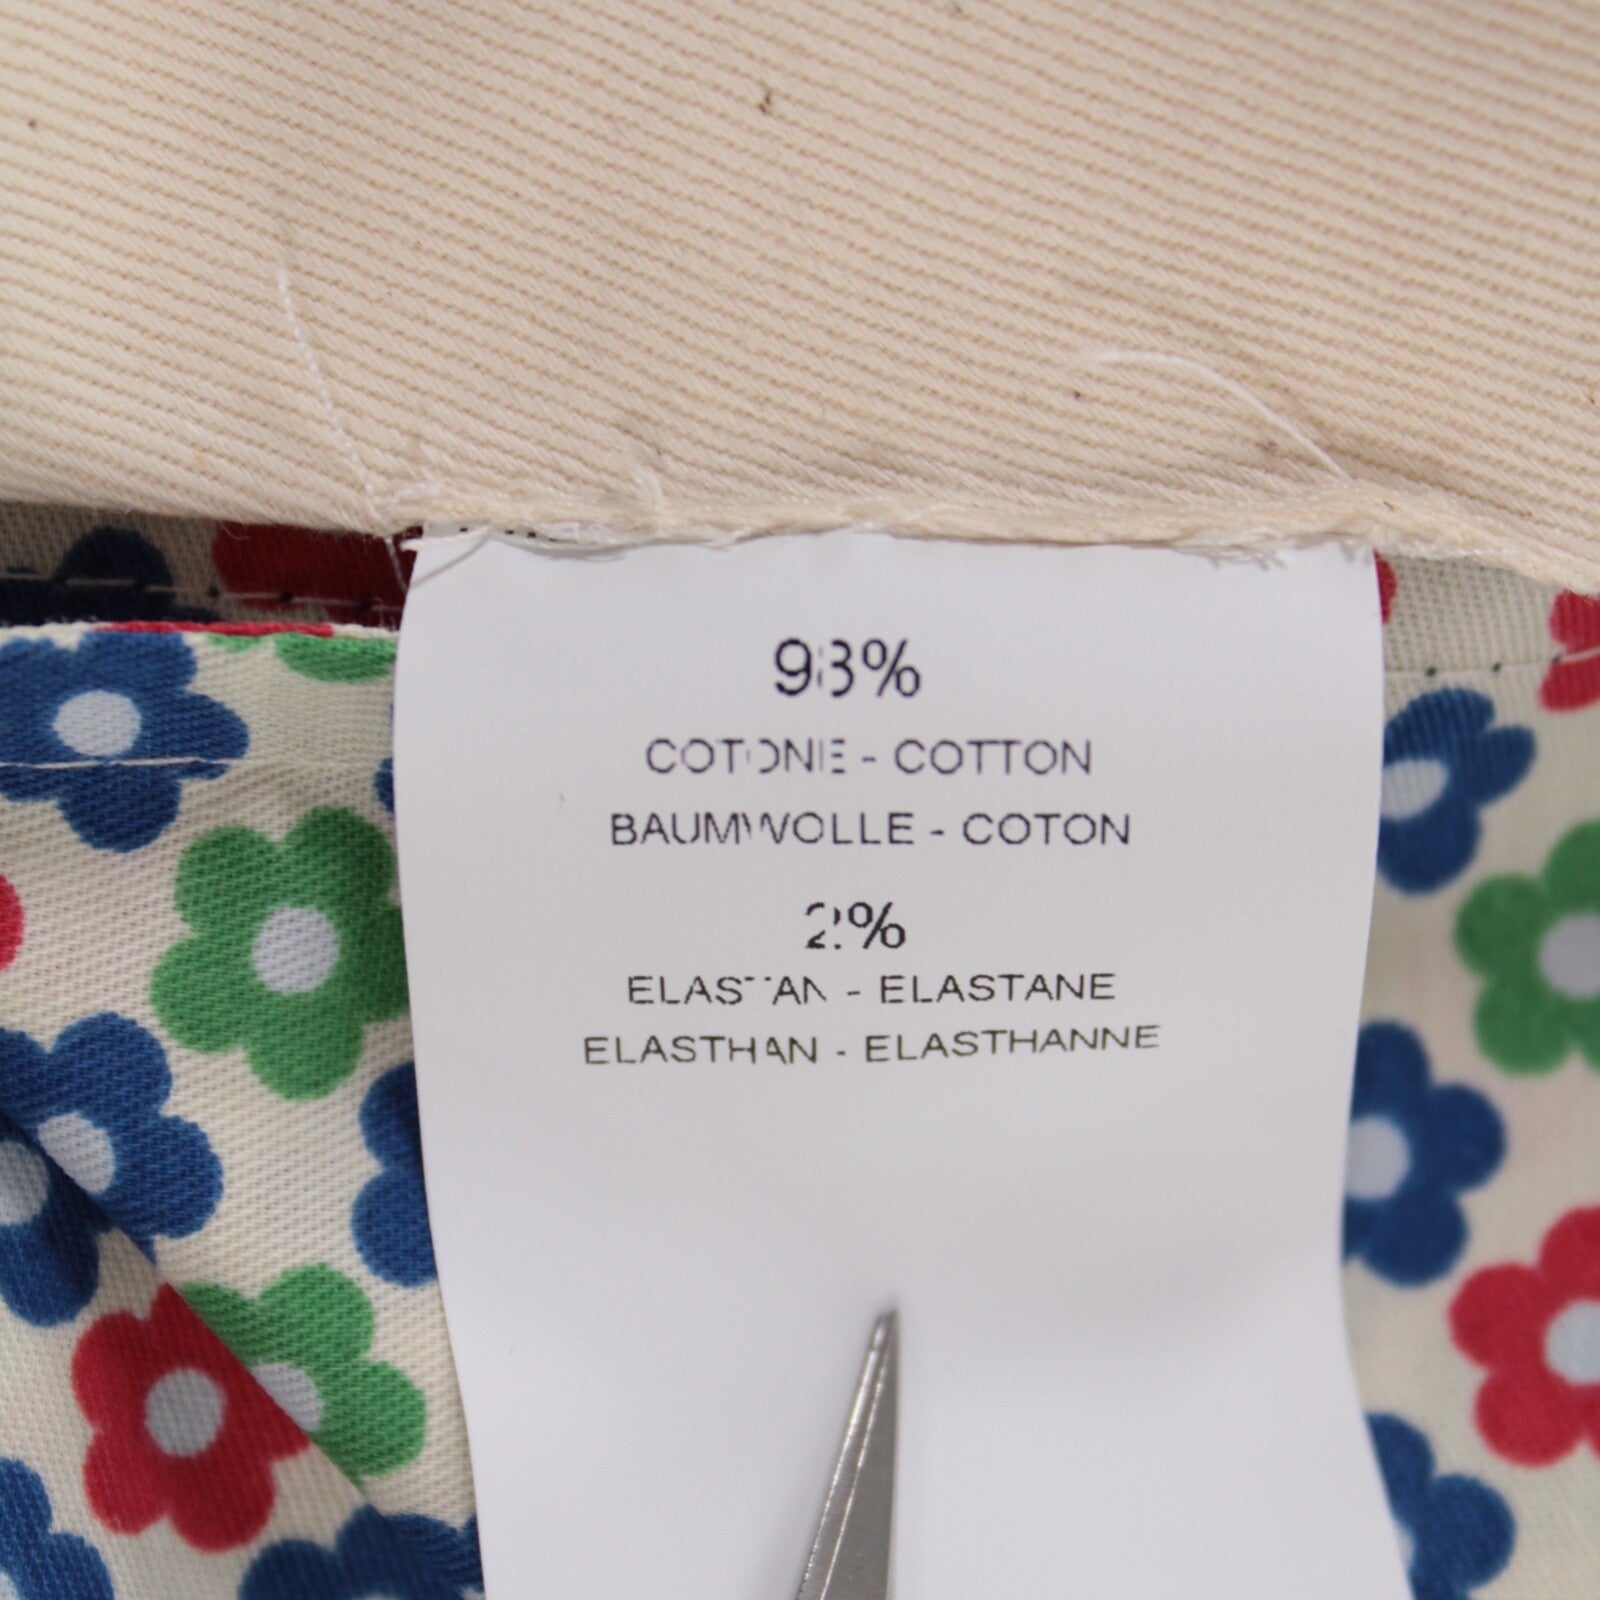 98%
COTONE - COTTON
BAUMWOLLE - COTON
2%
ELASTAN - ELASTANE
ELASTHAN - ELASTHANNE